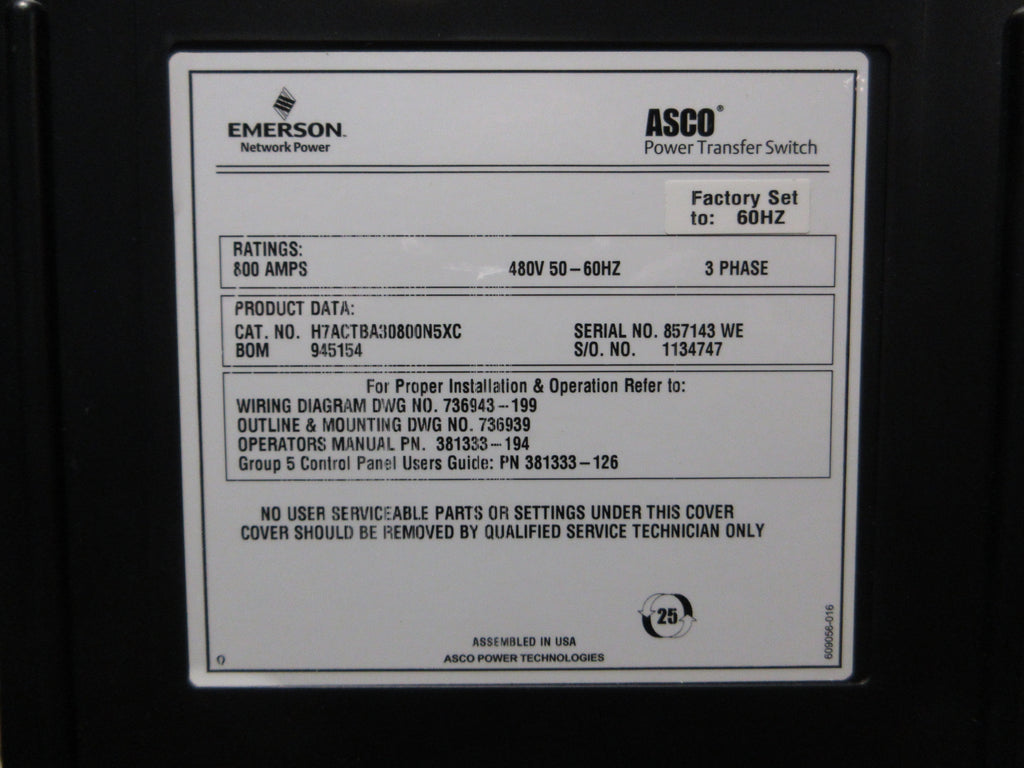 EMERSON™
Network Power
ASCO®
Power Transfer Switch
Factory Set
to: 60HZ
RATINGS:
800 AMPS 480V 50–60HZ 3 PHASE
PRODUCT DATA:
CAT. NO. H7ACTBA30800N5XC SERIAL NO. 857143 WE
BOM 945154 S/O. NO. 1134747
For Proper Installation & Operation Refer to:
WIRING DIAGRAM DWG NO. 736943–199
OUTLINE & MOUNTING DWG NO. 736939
OPERATORS MANUAL PN. 381333–194
Group 5 Control Panel Users Guide: PN 381333–126
NO USER SERVICEABLE PARTS OR SETTINGS UNDER THIS COVER
COVER SHOULD BE REMOVED BY QUALIFIED SERVICE TECHNICIAN ONLY
25
ASSEMBLED IN USA
ASCO POWER TECHNOLOGIES
609056-016
0